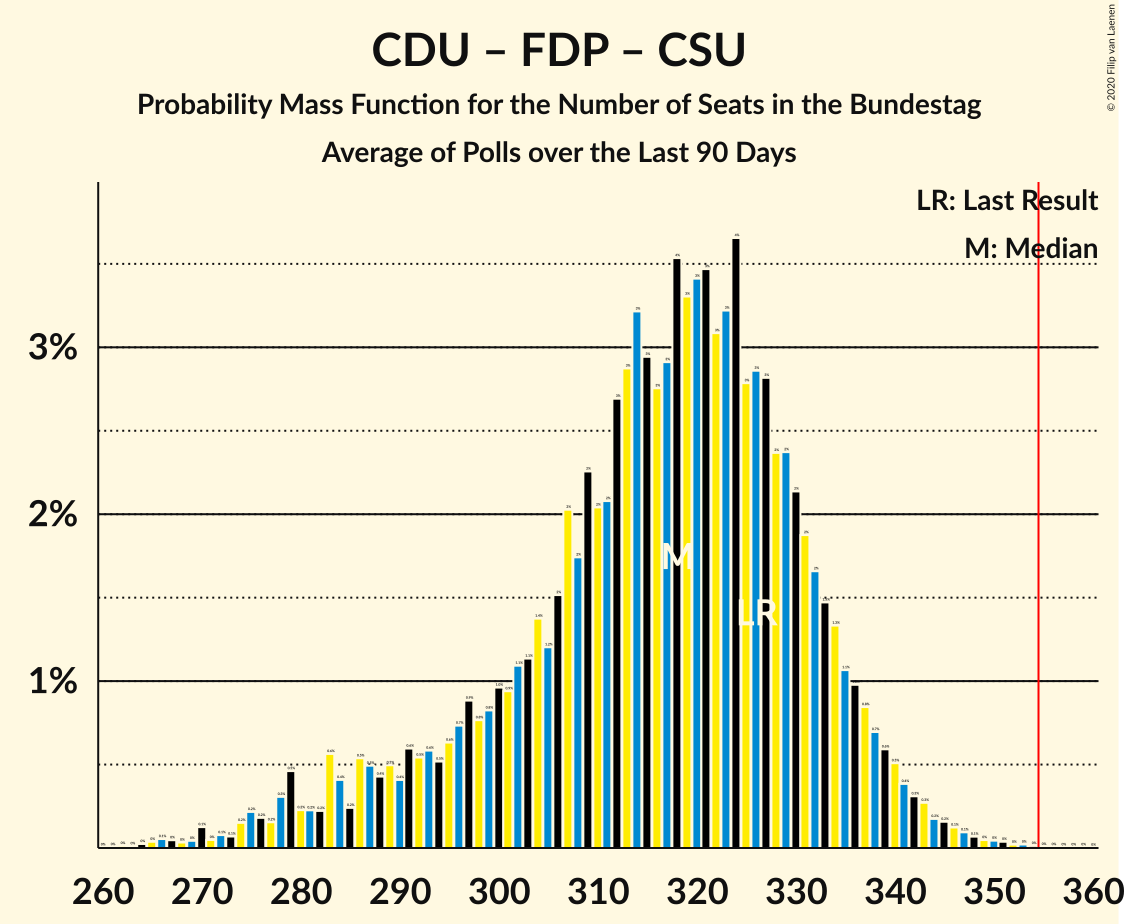 CDU – FDP – CSU
Probability Mass Function for the Number of Seats in the Bundestag
Average of Polls over the Last 90 Days
© 2020 Filip van Laenen
LR: Last Result
M: Median
3%
2%
1%
M
LR
260 270 280 290 300 310 320 330 340 350 360